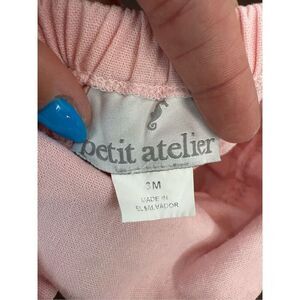 petit atelier
3M
MADE IN
EL SALVADOR